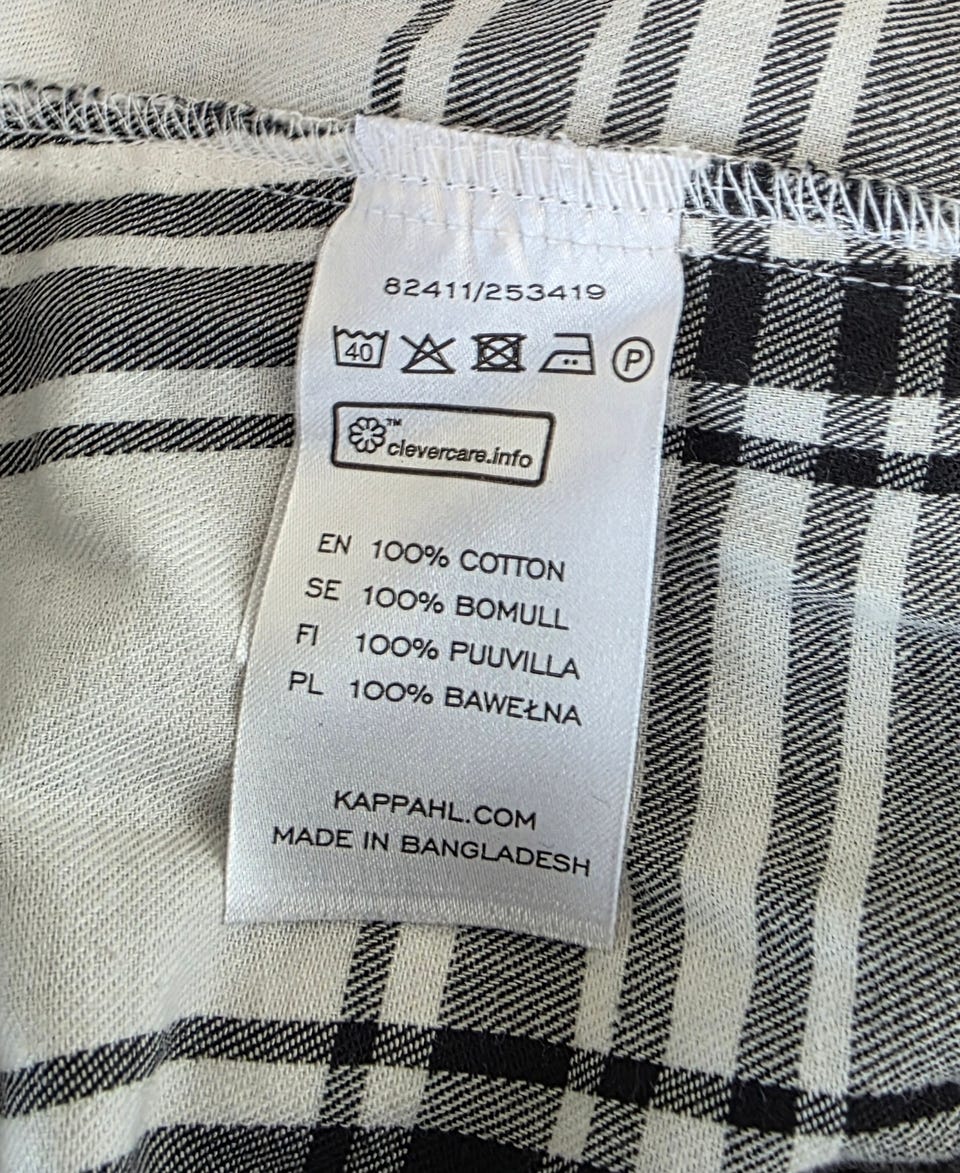 82411/253419
40 P
™
clevercare.info
EN 100% COTTON
SE 100% BOMULL
FI 100% PUUVILLA
PL 100% BAWEŁNA
KAPPAHL.COM
MADE IN BANGLADESH